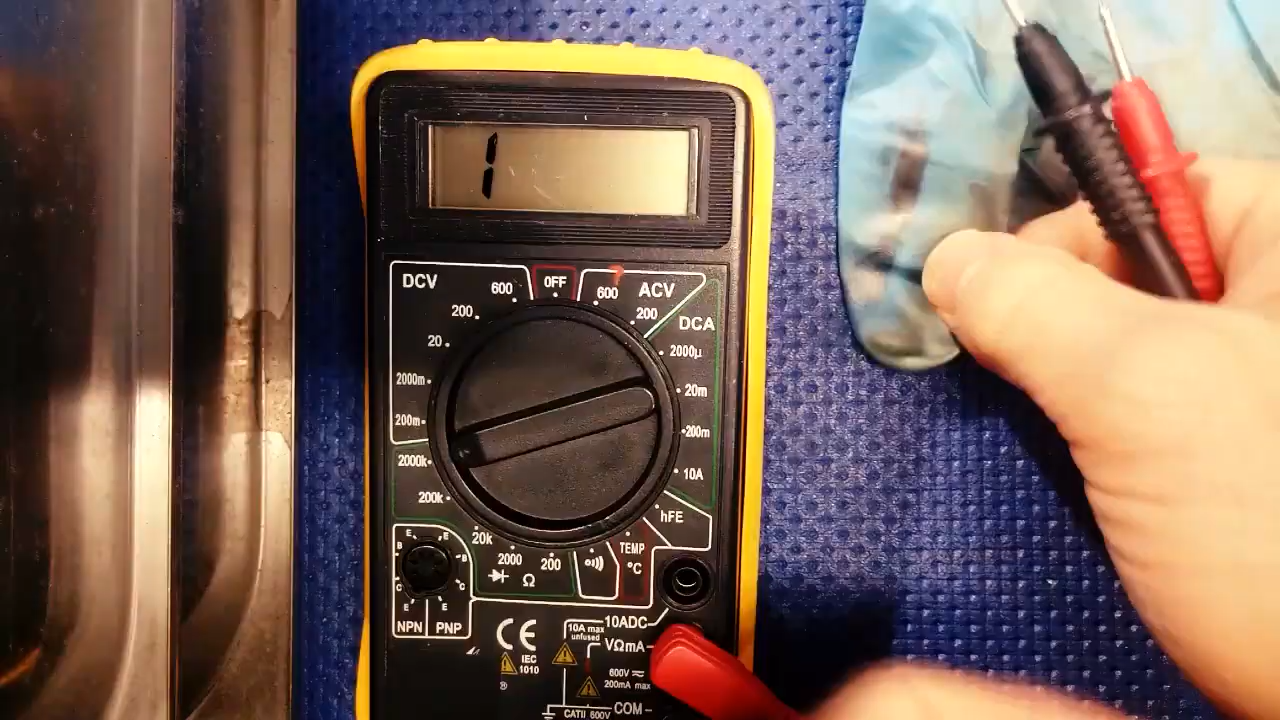 1
DCV 600 OFF 600 ACV
200 200
DCA
20 2000µ
2000m 20m
200m 200m
2000k 10A
200k hFE
20k 2000 200 TEMP
Ω °C
E E
B B
C C
E E
NPN PNP
10ADC
10A max
unfused
VΩmA
CE IEC
1010
600V
200mA max
®
CATII 600V COM